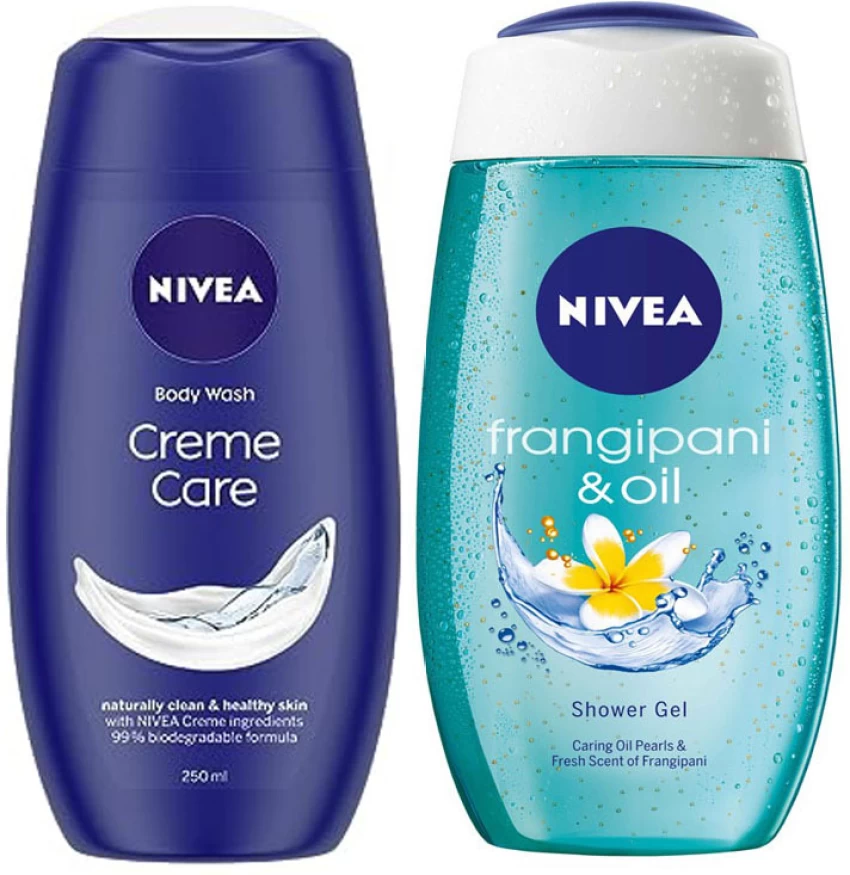 NIVEA
Body Wash
Creme
Care
naturally clean & healthy skin
with NIVEA Creme ingredients
99% biodegradable formula
250 ml
NIVEA
frangipani
& oil
Shower Gel
Caring Oil Pearls &
Fresh Scent of Frangipani